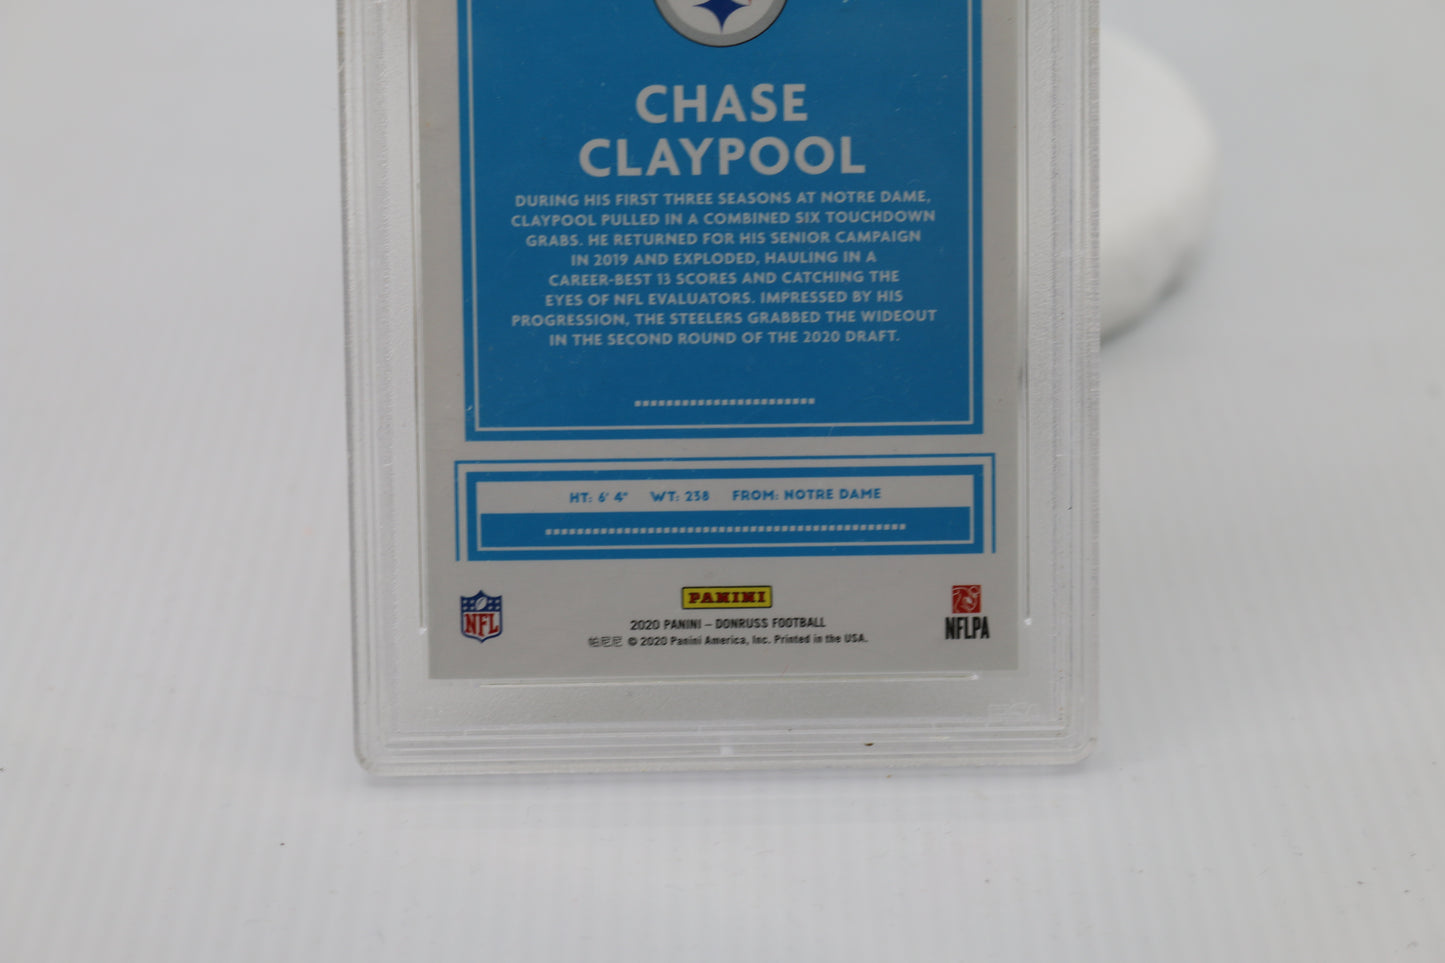 CHASE
CLAYPOOL
DURING HIS FIRST THREE SEASONS AT NOTRE DAME,
CLAYPOOL PULLED IN A COMBINED SIX TOUCHDOWN
GRABS. HE RETURNED FOR HIS SENIOR CAMPAIGN
IN 2019 AND EXPLODED, HAULING IN A
CAREER-BEST 13 SCORES AND CATCHING THE
EYES OF NFL EVALUATORS. IMPRESSED BY HIS
PROGRESSION, THE STEELERS GRABBED THE WIDEOUT
IN THE SECOND ROUND OF THE 2020 DRAFT.
HT: 6' 4" WT: 238 FROM: NOTRE DAME
NFL
PANINI
2020 PANINI – DONRUSS FOOTBALL
帕尼尼 © 2020 Panini America, Inc. Printed in the USA.
NFLPA
PSA